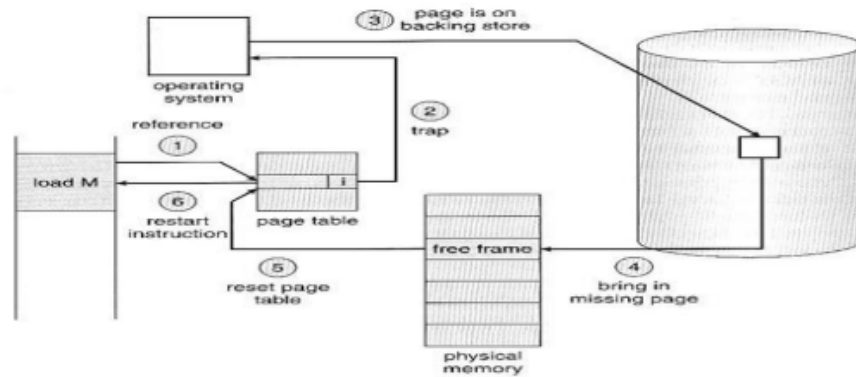 3
page is on
backing store
operating
system
2
trap
reference
1
load M
i
6
restart
instruction
page table
free frame
5
reset page
table
4
bring in
missing page
physical
memory